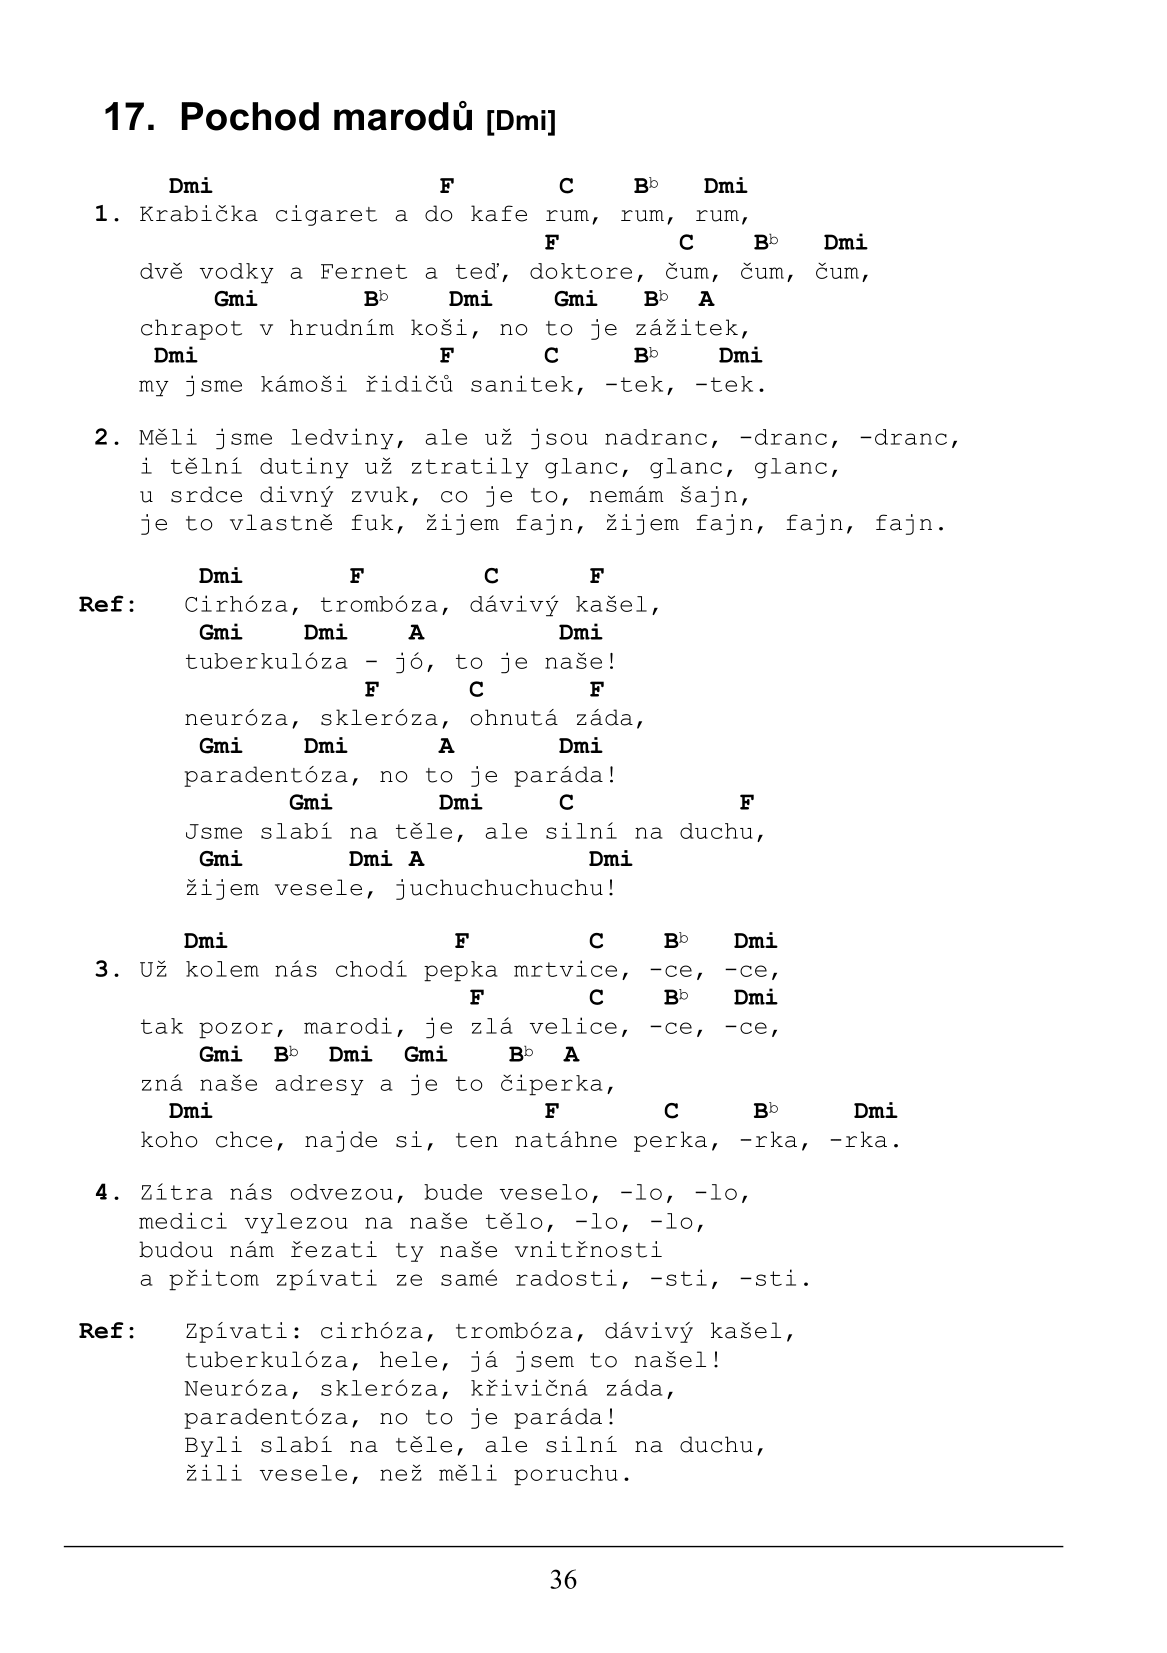 17. Pochod marodů [Dmi]
Dmi F C Bb Dmi
1. Krabička cigaret a do kafe rum, rum, rum,
F C Bb Dmi
dvě vodky a Fernet a teď, doktore, čum, čum, čum,
Gmi Bb Dmi Gmi Bb A
chrapot v hrudním koši, no to je zážitek,
Dmi F C Bb Dmi
my jsme kámoši řidičů sanitek, -tek, -tek.
2. Měli jsme ledviny, ale už jsou nadranc, -dranc, -dranc,
i tělní dutiny už ztratily glanc, glanc, glanc,
u srdce divný zvuk, co je to, nemám šajn,
je to vlastně fuk, žijem fajn, žijem fajn, fajn, fajn.
Dmi F C F
Ref: Cirhóza, trombóza, dávivý kašel,
Gmi Dmi A Dmi
tuberkulóza - jó, to je naše!
F C F
neuróza, skleróza, ohnutá záda,
Gmi Dmi A Dmi
paradentóza, no to je paráda!
Gmi Dmi C F
Jsme slabí na těle, ale silní na duchu,
Gmi Dmi A Dmi
žijem vesele, juchuchuchuchu!
Dmi F C Bb Dmi
3. Už kolem nás chodí pepka mrtvice, -ce, -ce,
F C Bb Dmi
tak pozor, marodi, je zlá velice, -ce, -ce,
Gmi Bb Dmi Gmi Bb A
zná naše adresy a je to čiperka,
Dmi F C Bb Dmi
koho chce, najde si, ten natáhne perka, -rka, -rka.
4. Zítra nás odvezou, bude veselo, -lo, -lo,
medici vylezou na naše tělo, -lo, -lo,
budou nám řezati ty naše vnitřnosti
a přitom zpívati ze samé radosti, -sti, -sti.
Ref: Zpívati: cirhóza, trombóza, dávivý kašel,
tuberkulóza, hele, já jsem to našel!
Neuróza, skleróza, křivičná záda,
paradentóza, no to je paráda!
Byli slabí na těle, ale silní na duchu,
žili vesele, než měli poruchu.
36